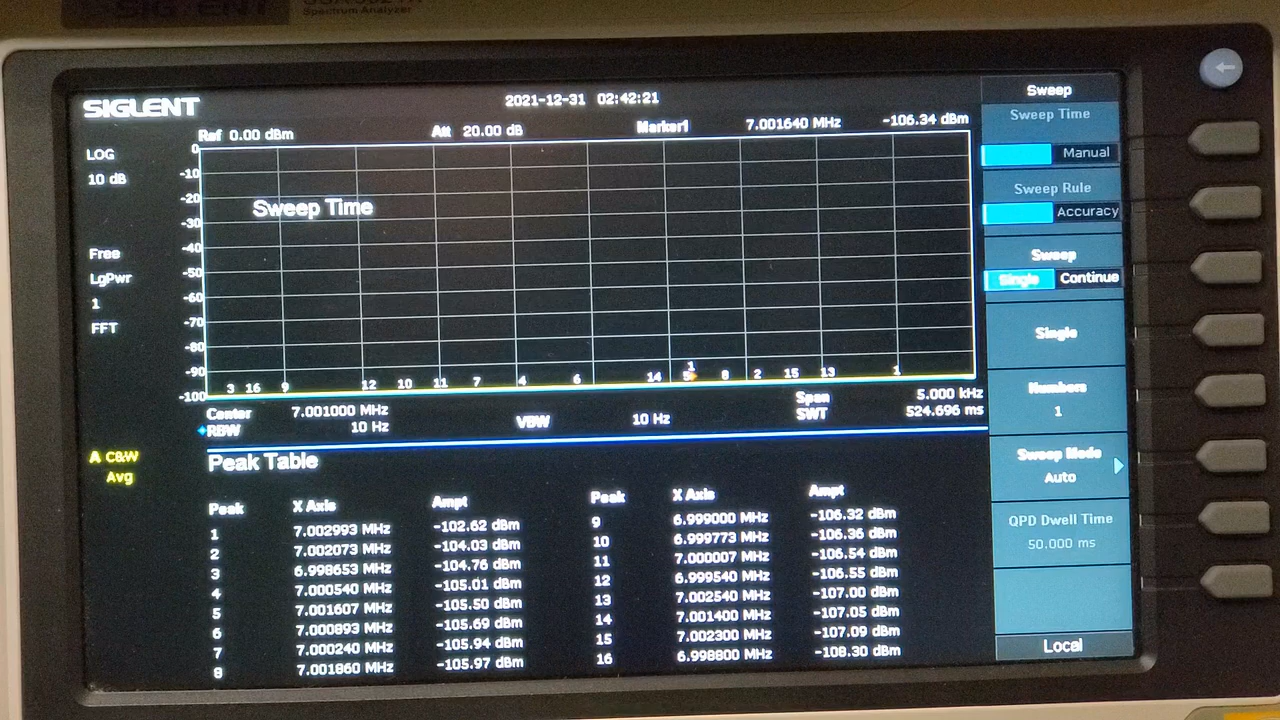 SIGLENT
Spectrum Analyzer
SIGLENT
2021-12-31 02:42:21
Ref 0.00 dBm Att 20.00 dB Marker1 7.001640 MHz -106.34 dBm
LOG
10 dB
Free
LgPwr
1
FFT
A C&W
Avg
0
-10
-20
-30
-40
-50
-60
-70
-80
-90
-100
Sweep Time
1
3 16 9 12 10 11 7 4 6 14 5 8 2 15 13 1
Center 7.001000 MHz Span 5.000 kHz
RBW 10 Hz VBW 10 Hz SWT 524.696 ms
Peak Table
Peak X Axis Ampt Peak X Axis Ampt
1 7.002993 MHz -102.62 dBm 9 6.999000 MHz -106.32 dBm
2 7.002073 MHz -104.03 dBm 10 6.999773 MHz -106.36 dBm
3 6.998653 MHz -104.76 dBm 11 7.000007 MHz -106.54 dBm
4 7.000540 MHz -105.01 dBm 12 6.999540 MHz -106.55 dBm
5 7.001607 MHz -105.50 dBm 13 7.002540 MHz -107.00 dBm
6 7.000893 MHz -105.69 dBm 14 7.001400 MHz -107.05 dBm
7 7.000240 MHz -105.94 dBm 15 7.002300 MHz -107.09 dBm
8 7.001860 MHz -105.97 dBm 16 6.998800 MHz -108.30 dBm
Sweep
Sweep Time
Manual
Sweep Rule
Accuracy
Sweep
Single Continue
Single
Numbers
1
Sweep Mode
Auto
QPD Dwell Time
50.000 ms
Local